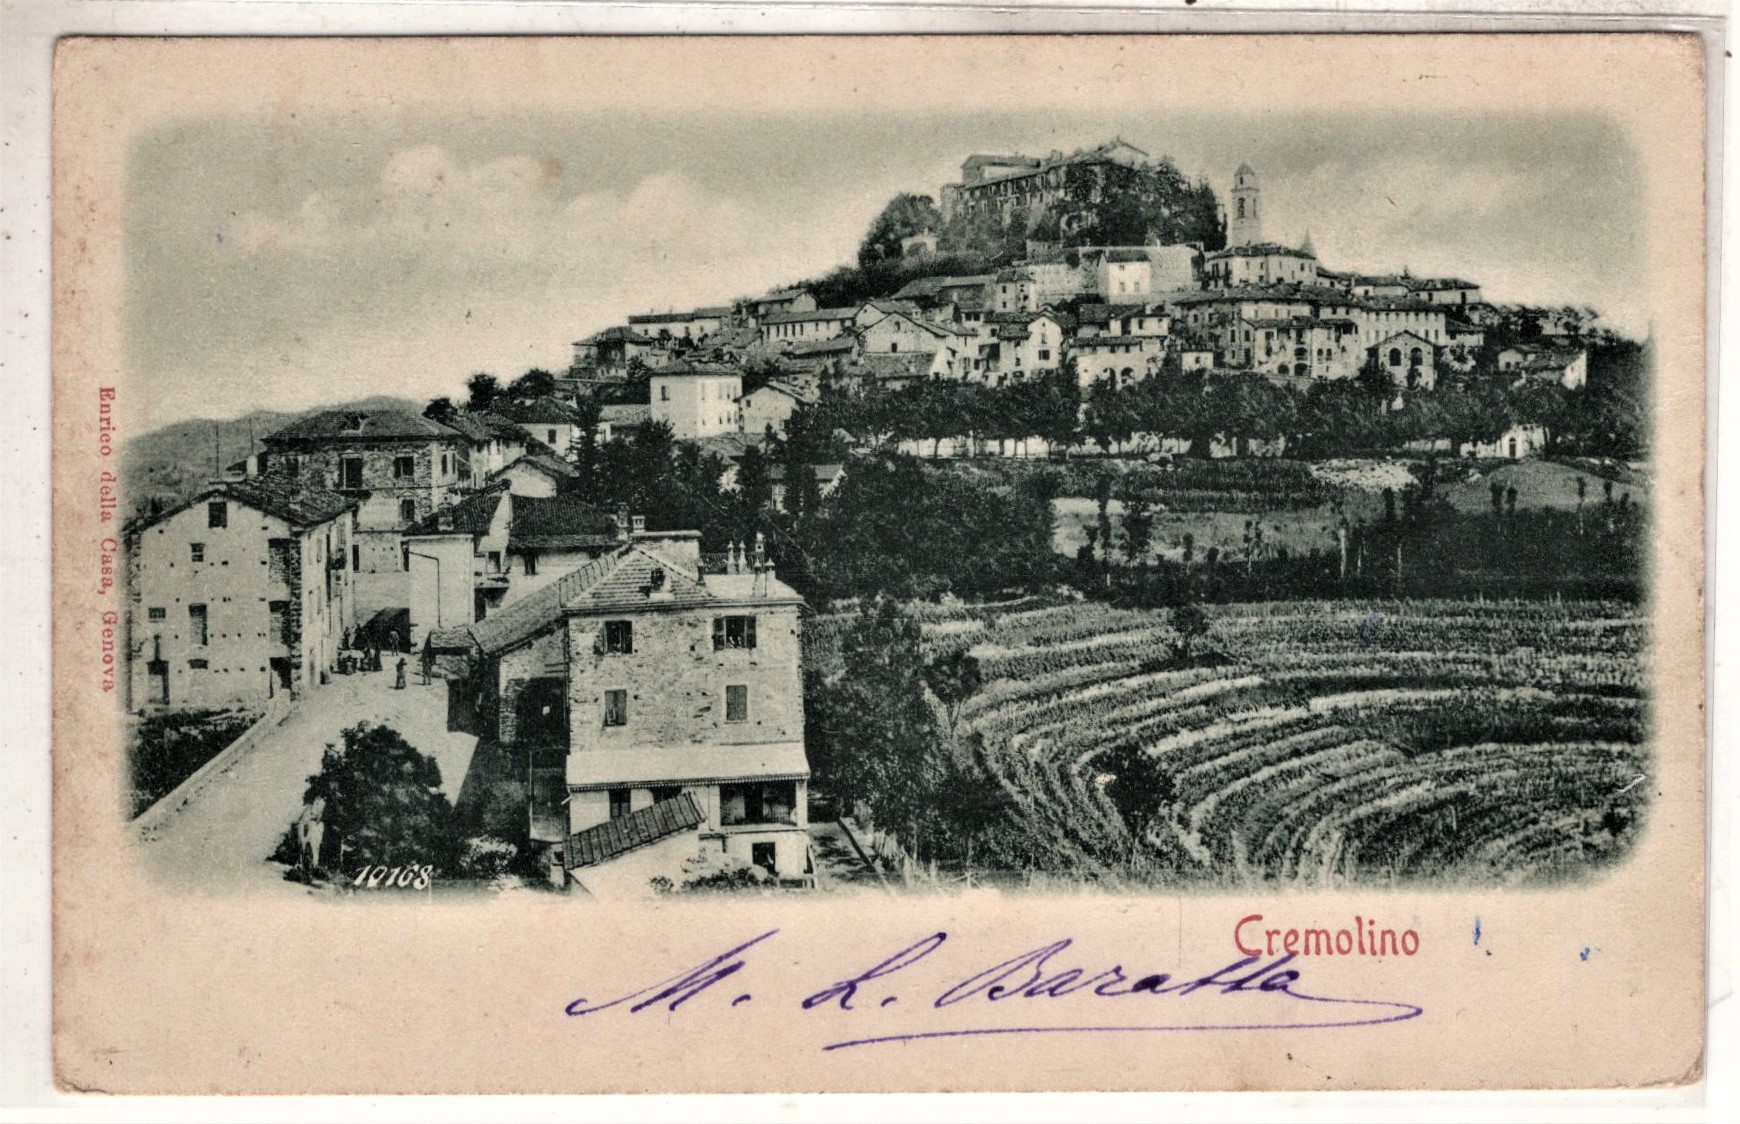 Enrico della Casa, Genova
10168
Cremolino
M. L. Baratta